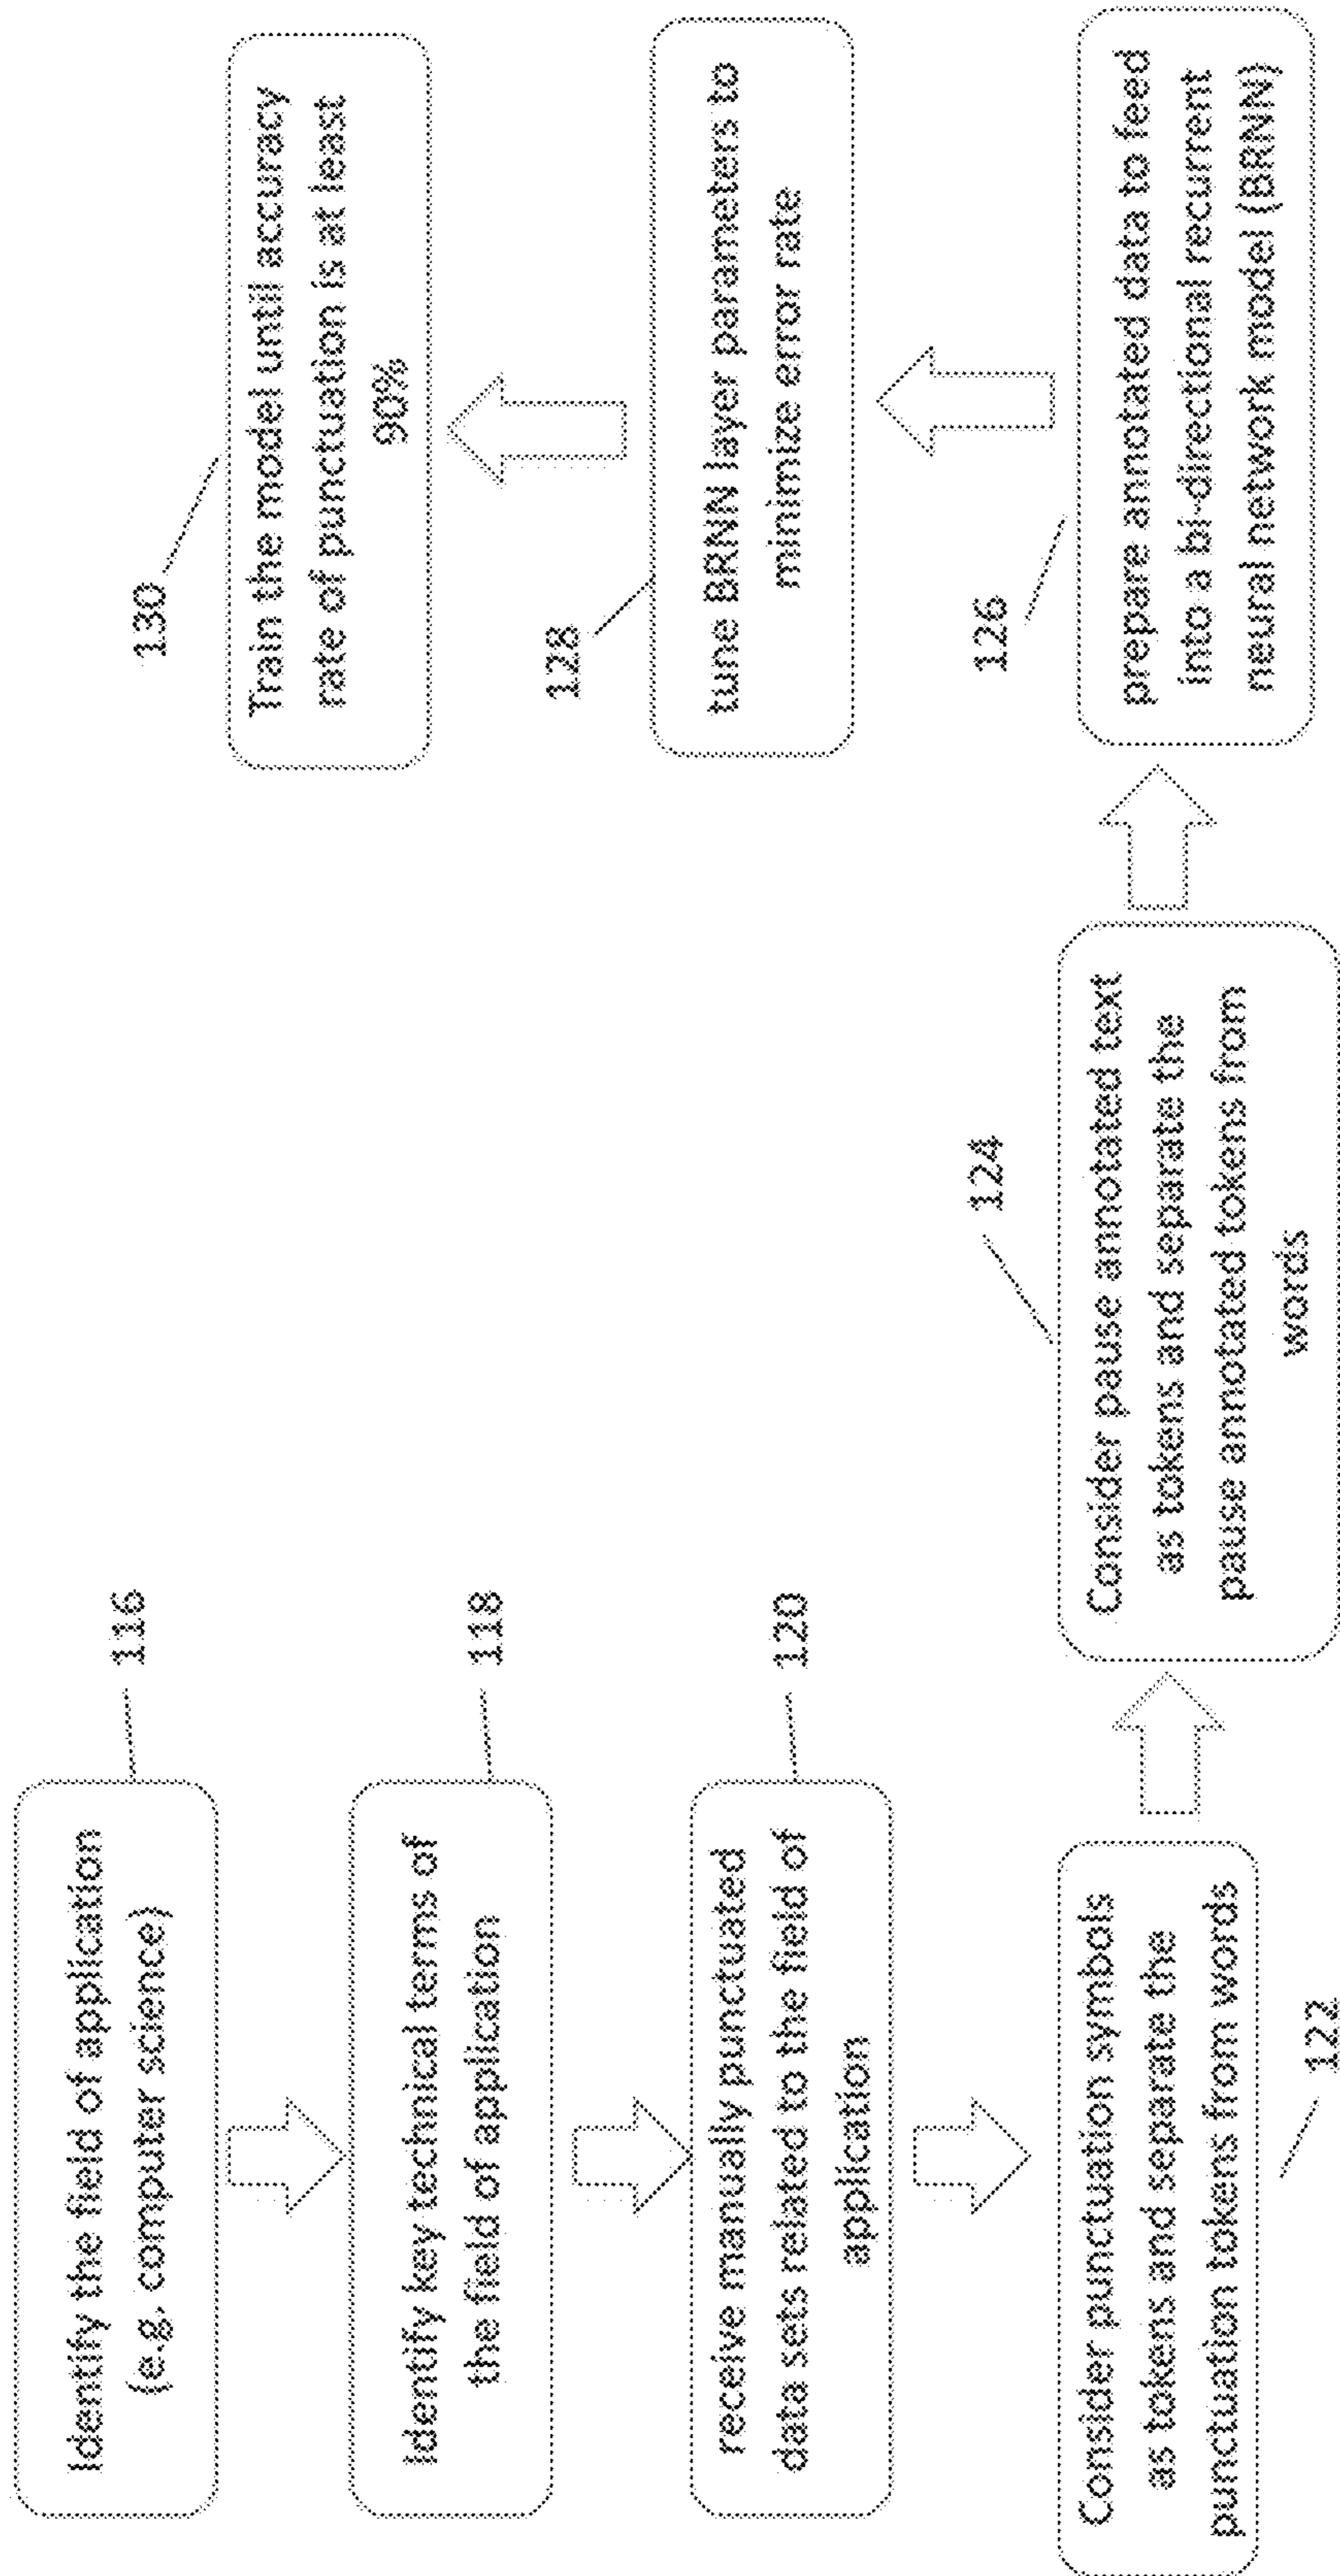 Identify the field of application
(e.g, computer science)
116
Identify key technical terms of
the field of application
118
receive manually punctuated
data sets related to the field of
application
120
Consider punctuation symbols
as tokens and separate the
punctuation tokens from words
122
Consider pause annotated text
as tokens and separate the
pause annotated tokens from
words
124
prepare annotated data to feed
into a bi-directional recurrent
neural network model (BRNN)
126
tune BRNN layer parameters to
minimize error rate
128
Train the model until accuracy
rate of punctuation is at least
90%
130